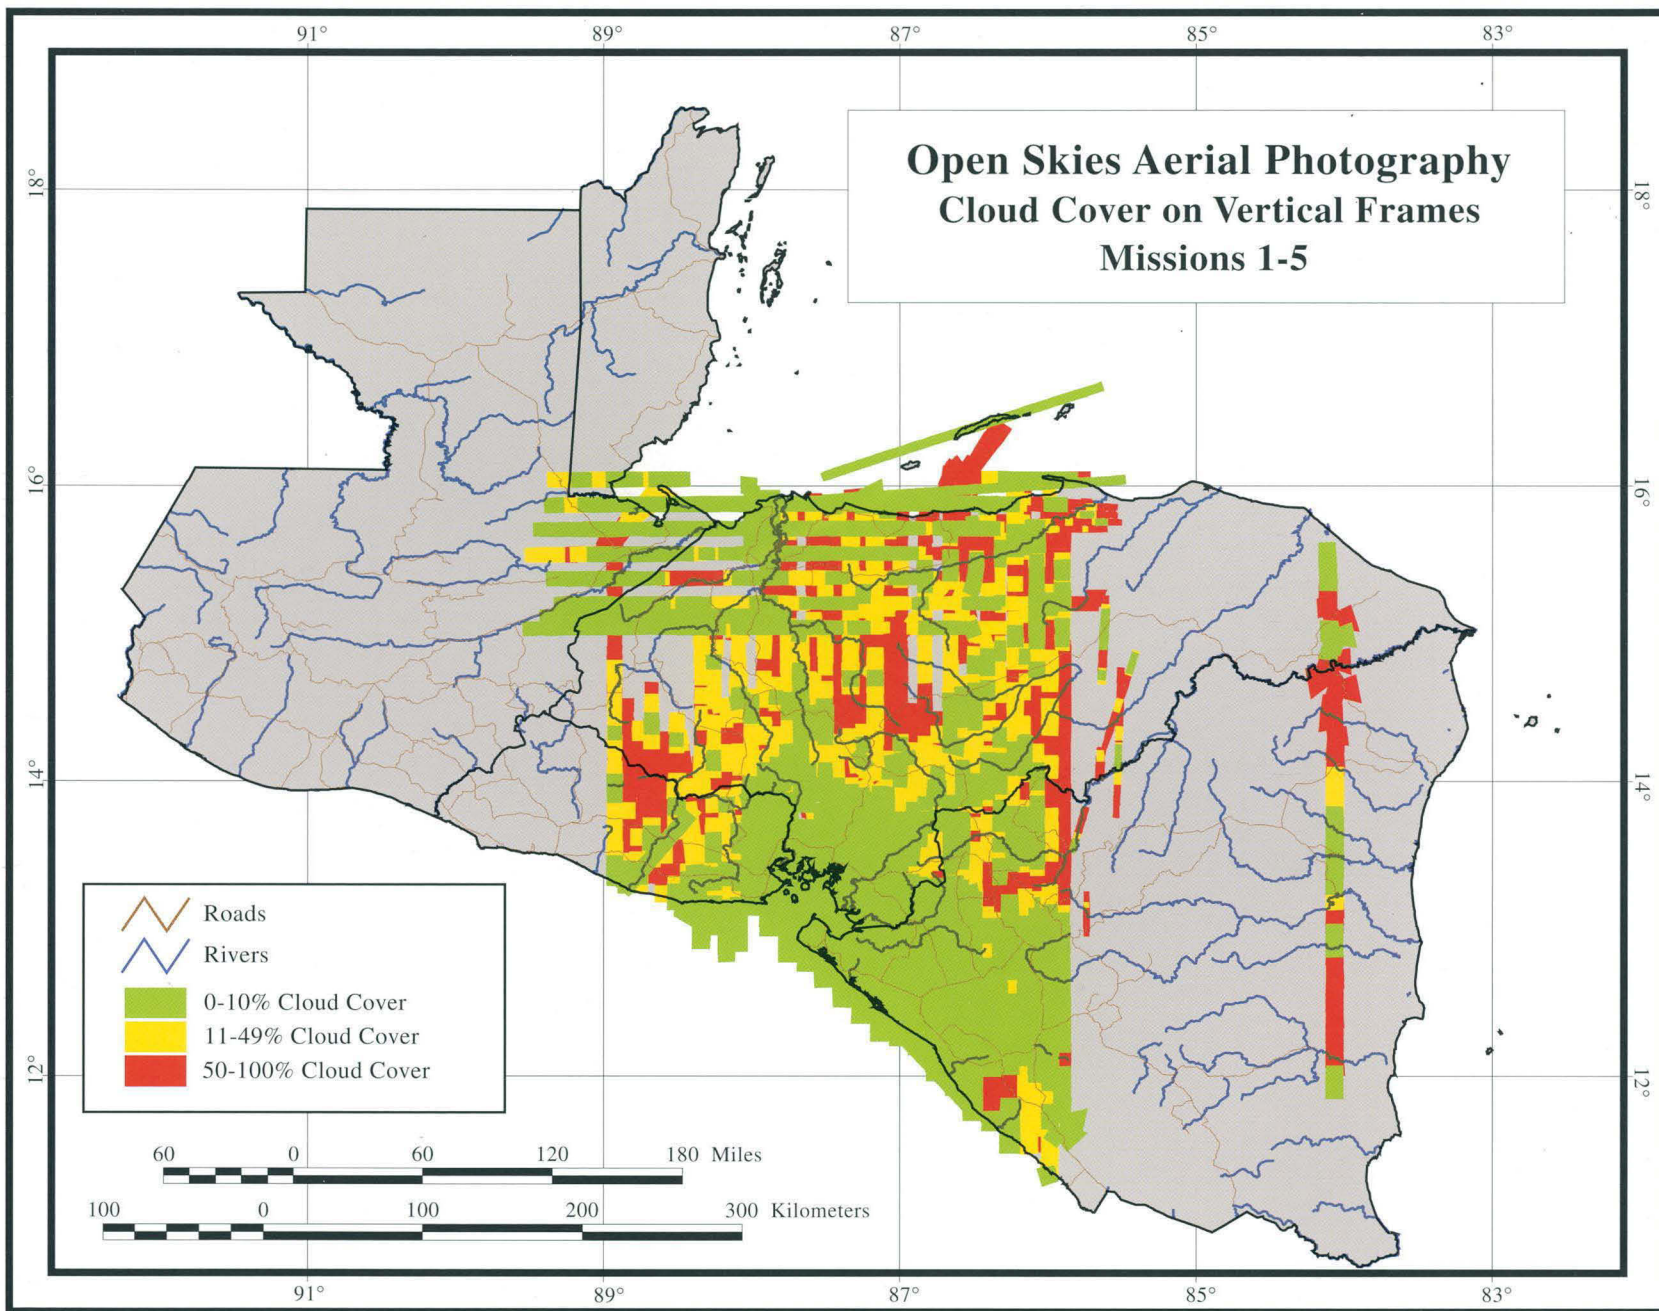 91° 89° 87° 85° 83°
Open Skies Aerial Photography
Cloud Cover on Vertical Frames
Missions 1-5
18° 18°
16° 16°
14° 14°
12° 12°
Roads
Rivers
0-10% Cloud Cover
11-49% Cloud Cover
50-100% Cloud Cover
60 0 60 120 180 Miles
100 0 100 200 300 Kilometers
91° 89° 87° 85° 83°